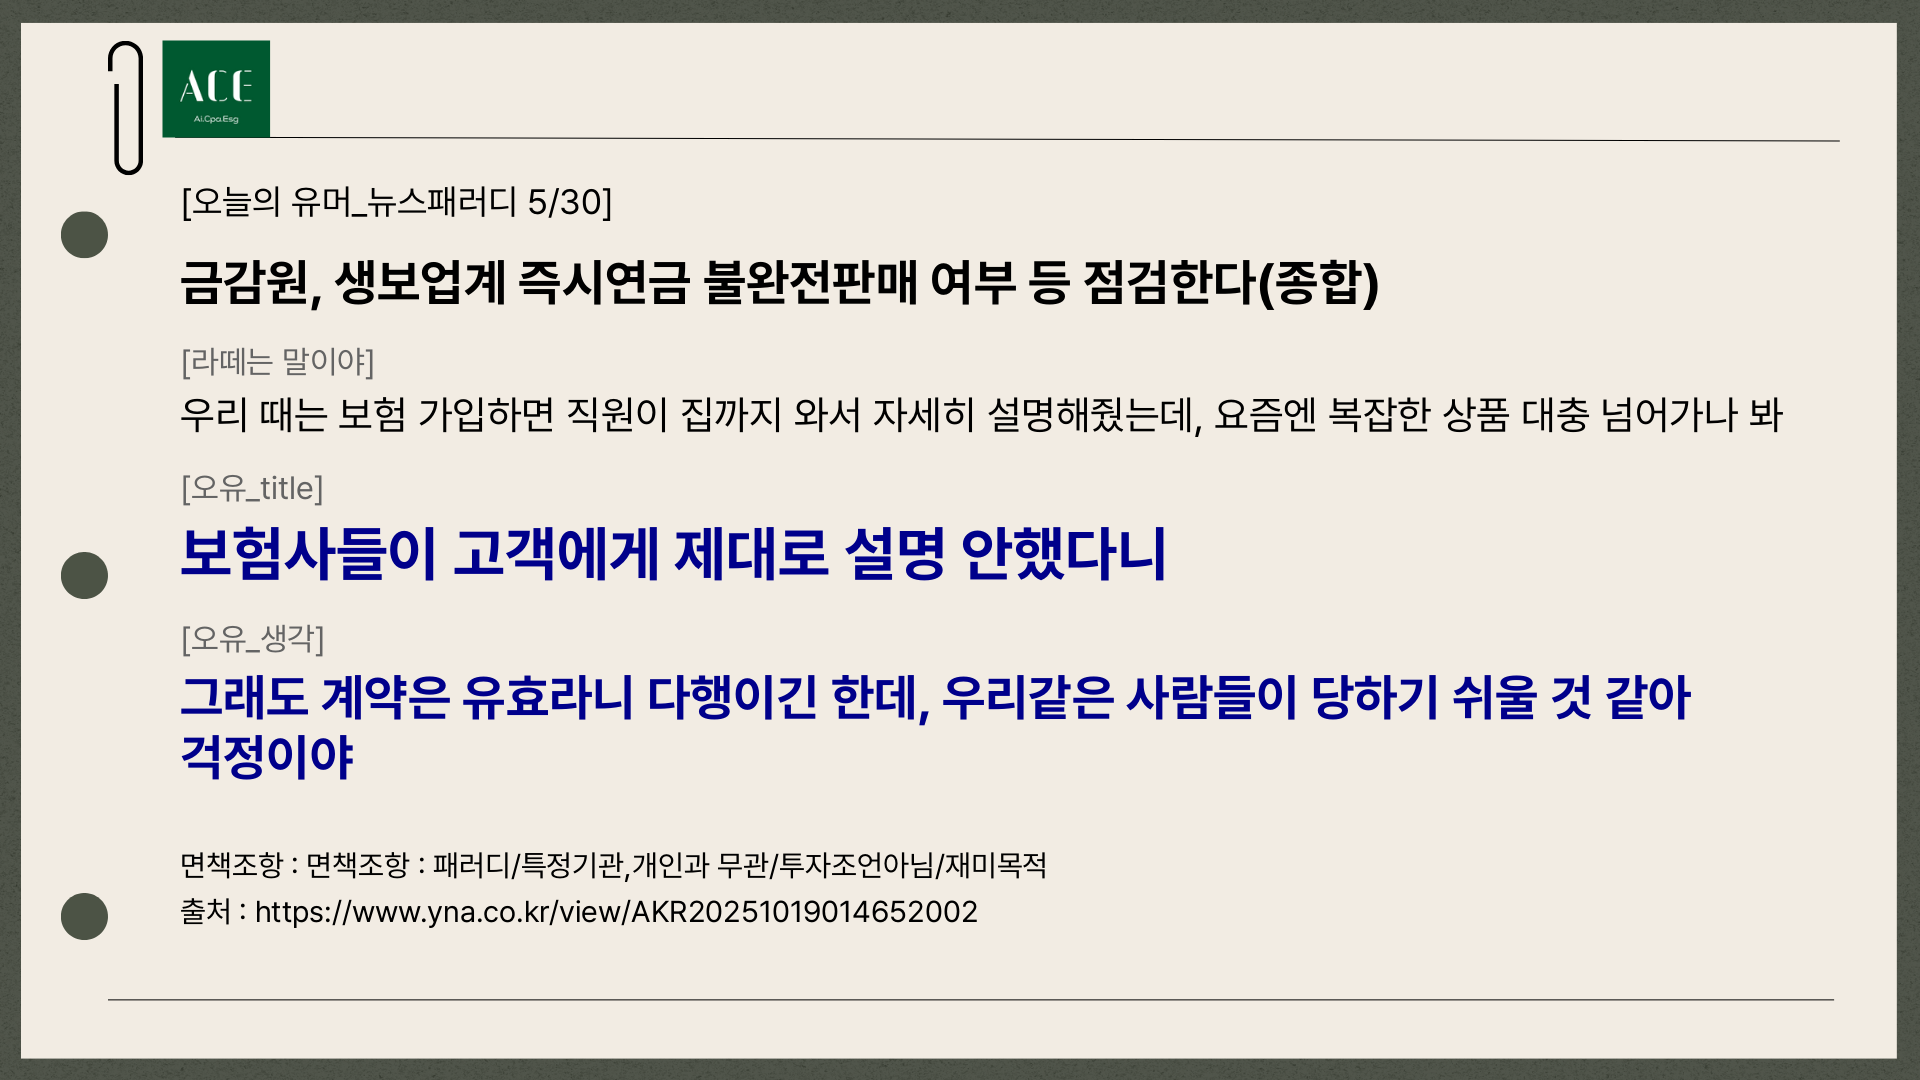 ACE
Ai.Cpa.Esg
[오늘의 유머_뉴스패러디 5/30]
금감원, 생보업계 즉시연금 불완전판매 여부 등 점검한다(종합)
[라떼는 말이야]
우리 때는 보험 가입하면 직원이 집까지 와서 자세히 설명해줬는데, 요즘엔 복잡한 상품 대충 넘어가나 봐
[오유_title]
보험사들이 고객에게 제대로 설명 안했다니
[오유_생각]
그래도 계약은 유효라니 다행이긴 한데, 우리같은 사람들이 당하기 쉬울 것 같아
걱정이야
면책조항 : 면책조항 : 패러디/특정기관,개인과 무관/투자조언아님/재미목적
출처 : https://www.yna.co.kr/view/AKR20251019014652002